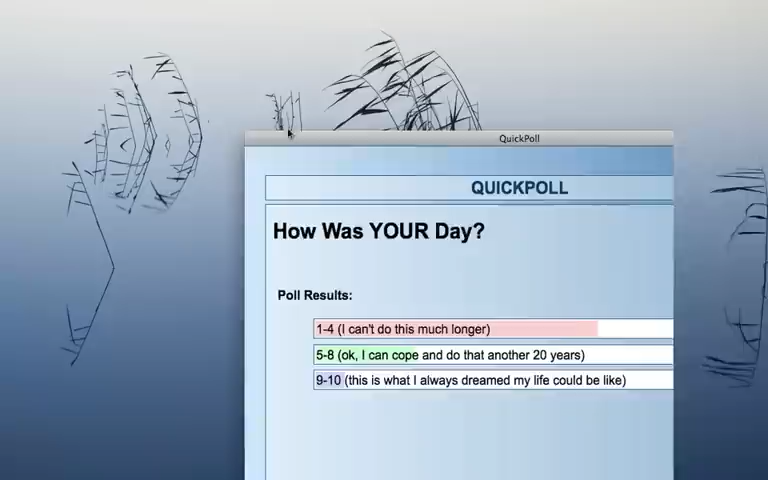 QuickPoll
QUICKPOLL
How Was YOUR Day?
Poll Results:
1-4 (I can't do this much longer)
5-8 (ok, I can cope and do that another 20 years)
9-10 (this is what I always dreamed my life could be like)